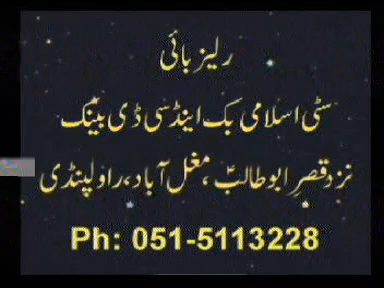 ریلیز بائی
سٹی اسلامی بک اینڈ سی ڈی بینک
نزد قصرِ ابو طالبؑ ، مغل آباد، راولپنڈی
Ph: 051-5113228